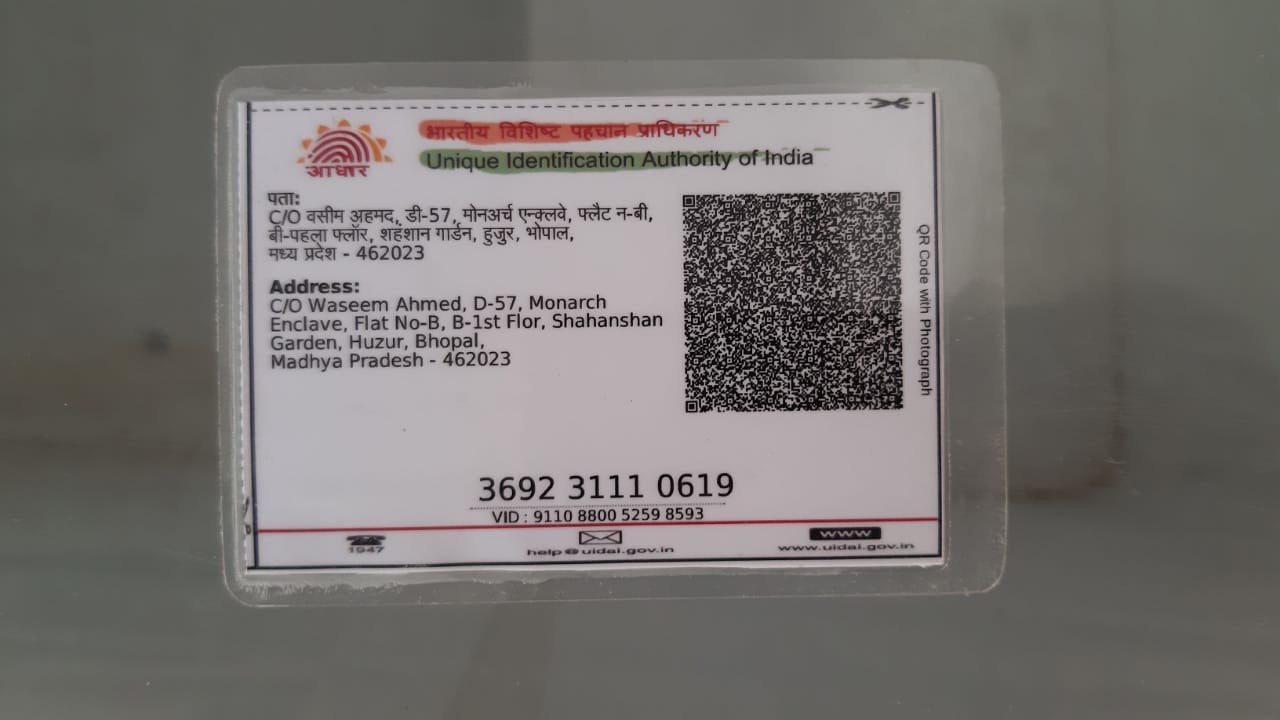 भारतीय विशिष्ट पहचान प्राधिकरण
Unique Identification Authority of India
आधार
पता:
C/O वसीम अहमद, डी-57, मोनअर्च एन्क्लवे, फ्लैट न-बी,
बी-पहला फ्लॉर, शहंशान गार्डन, हुजुर, भोपाल,
मध्य प्रदेश - 462023
Address:
C/O Waseem Ahmed, D-57, Monarch
Enclave, Flat No-B, B-1st Flor, Shahanshan
Garden, Huzur, Bhopal,
Madhya Pradesh - 462023
QR Code with Photograph
3692 3111 0619
VID : 9110 8800 5259 8593
1947
help@uidai.gov.in
www
www.uidai.gov.in